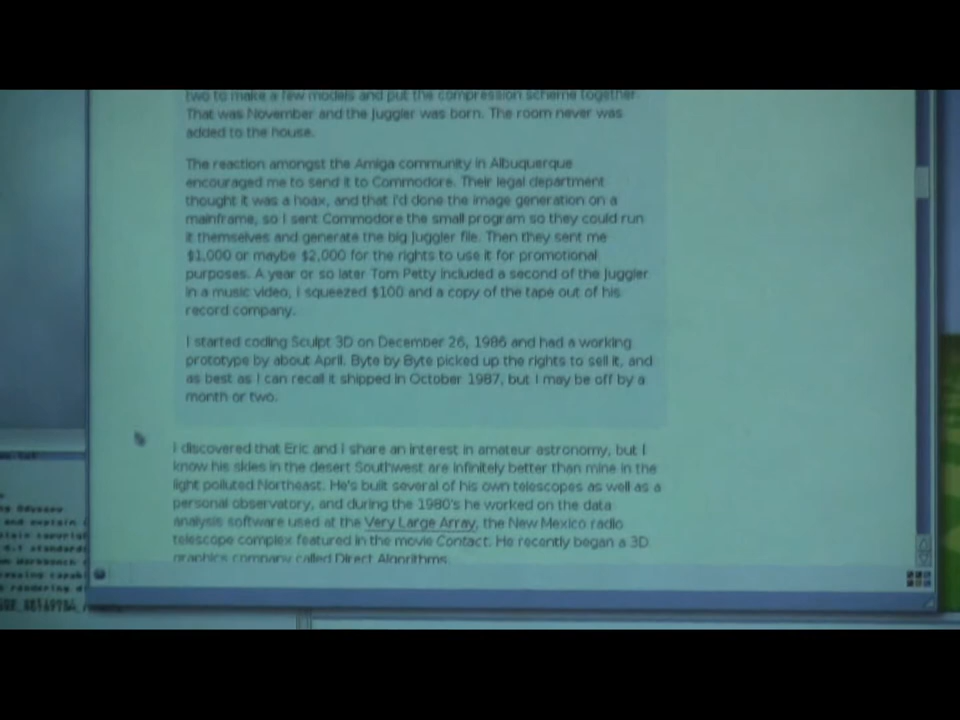 two to make a few models and put the compression scheme together.
That was November and the Juggler was born. The room never was
added to the house.
The reaction amongst the Amiga community in Albuquerque
encouraged me to send it to Commodore. Their legal department
thought it was a hoax, and that I'd done the image generation on a
mainframe, so I sent Commodore the small program so they could run
it themselves and generate the big Juggler file. Then they sent me
$1,000 or maybe $2,000 for the rights to use it for promotional
purposes. A year or so later Tom Petty included a second of the Juggler
in a music video, I squeezed $100 and a copy of the tape out of his
record company.
I started coding Sculpt 3D on December 26, 1986 and had a working
prototype by about April. Byte by Byte picked up the rights to sell it, and
as best as I can recall it shipped in October 1987, but I may be off by a
month or two.
I discovered that Eric and I share an interest in amateur astronomy, but I
know his skies in the desert Southwest are infinitely better than mine in the
light polluted Northeast. He's built several of his own telescopes as well as a
personal observatory, and during the 1980's he worked on the data
analysis software used at the Very Large Array, the New Mexico radio
telescope complex featured in the movie Contact. He recently began a 3D
graphics company called Direct Algorithms.
ng Odyssey
and explain
standard
rendering